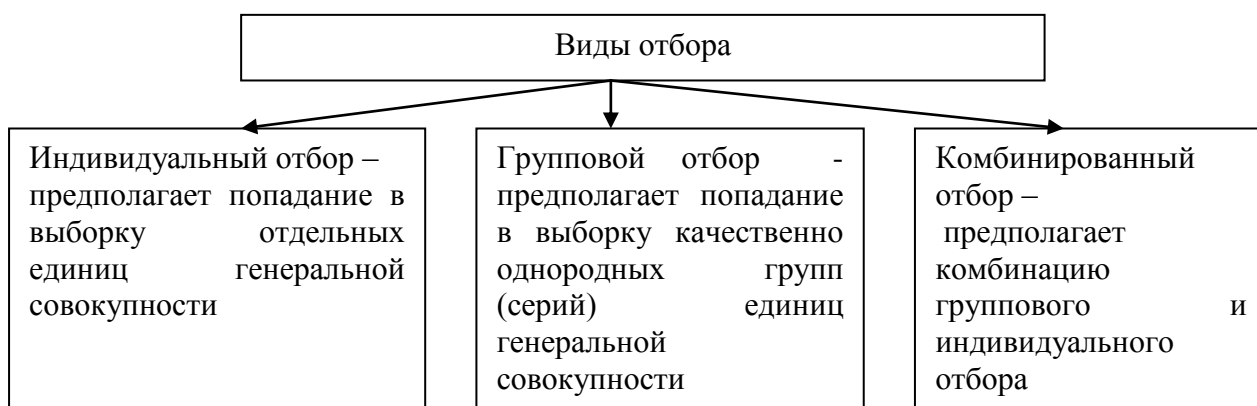 Виды отбора
Индивидуальный отбор –
предполагает попадание в
выборку отдельных
единиц генеральной
совокупности
Групповой отбор -
предполагает попадание
в выборку качественно
однородных групп
(серий) единиц
генеральной
совокупности
Комбинированный
отбор –
предполагает
комбинацию
группового и
индивидуального
отбора